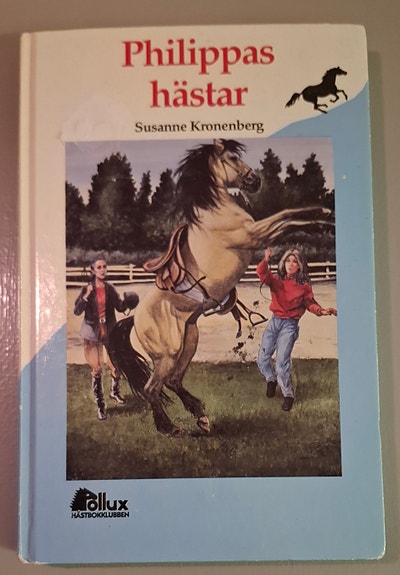 Philippas
hästar
Susanne Kronenberg
Pollux
HÄSTBOKKLUBBEN